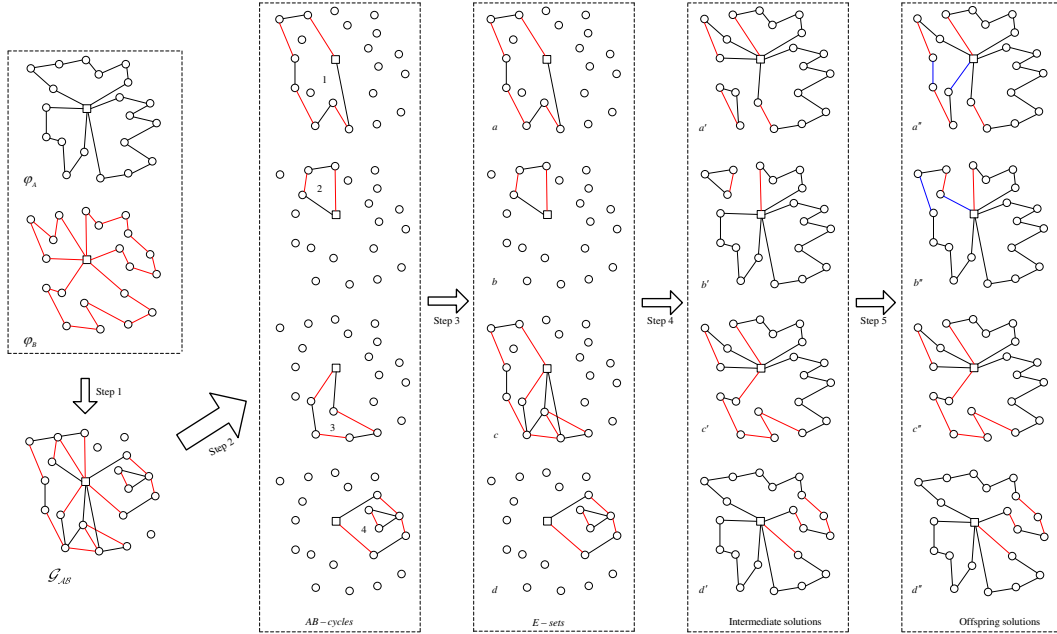 φ_A
φ_B
Step 1
G_AB
Step 2
1
2
3
4
AB – cycles
Step 3
a
b
c
d
E – sets
Step 4
a'
b'
c'
d'
Intermediate solutions
Step 5
a''
b''
c''
d''
Offspring solutions